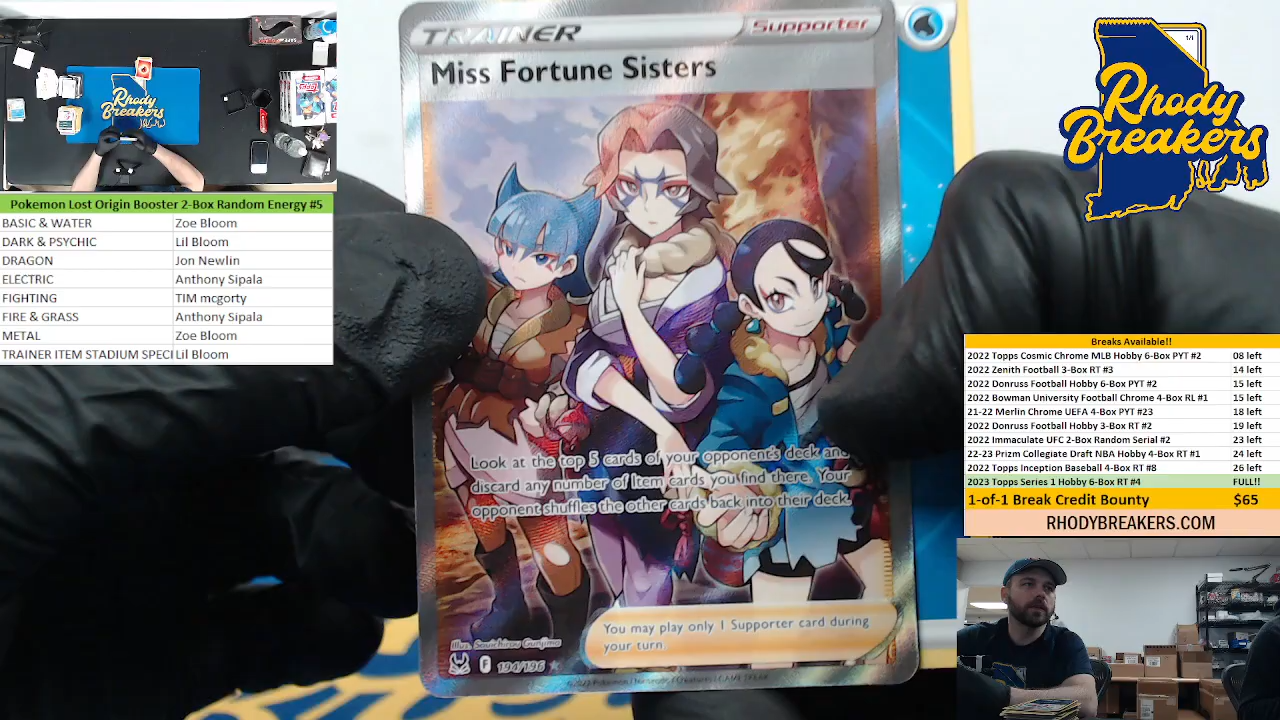 TRAINER
Supporter
Miss Fortune Sisters
Look at the top 5 cards of your opponent's deck and
discard any number of Item cards you find there. Your
opponent shuffles the other cards back into their deck.
You may play only 1 Supporter card during
your turn.
Illus. Souichirou Gunjima
F 194/196
Rhody
Breakers
Pokemon Lost Origin Booster 2-Box Random Energy #5
BASIC & WATER Zoe Bloom
DARK & PSYCHIC Lil Bloom
DRAGON Jon Newlin
ELECTRIC Anthony Sipala
FIGHTING TIM mcgorty
FIRE & GRASS Anthony Sipala
METAL Zoe Bloom
TRAINER ITEM STADIUM SPECI Lil Bloom
1/1
Rhody
Breakers
Breaks Available!!
2022 Topps Cosmic Chrome MLB Hobby 6-Box PYT #2 08 left
2022 Zenith Football 3-Box RT #3 14 left
2022 Donruss Football Hobby 6-Box PYT #2 15 left
2022 Bowman University Football Chrome 4-Box RL #1 15 left
21-22 Merlin Chrome UEFA 4-Box PYT #23 18 left
2022 Donruss Football Hobby 3-Box RT #2 19 left
2022 Immaculate UFC 2-Box Random Serial #2 23 left
22-23 Prizm Collegiate Draft NBA Hobby 4-Box RT #1 24 left
2022 Topps Inception Baseball 4-Box RT #8 26 left
2023 Topps Series 1 Hobby 6-Box RT #4 FULL!!
1-of-1 Break Credit Bounty $65
RHODYBREAKERS.COM